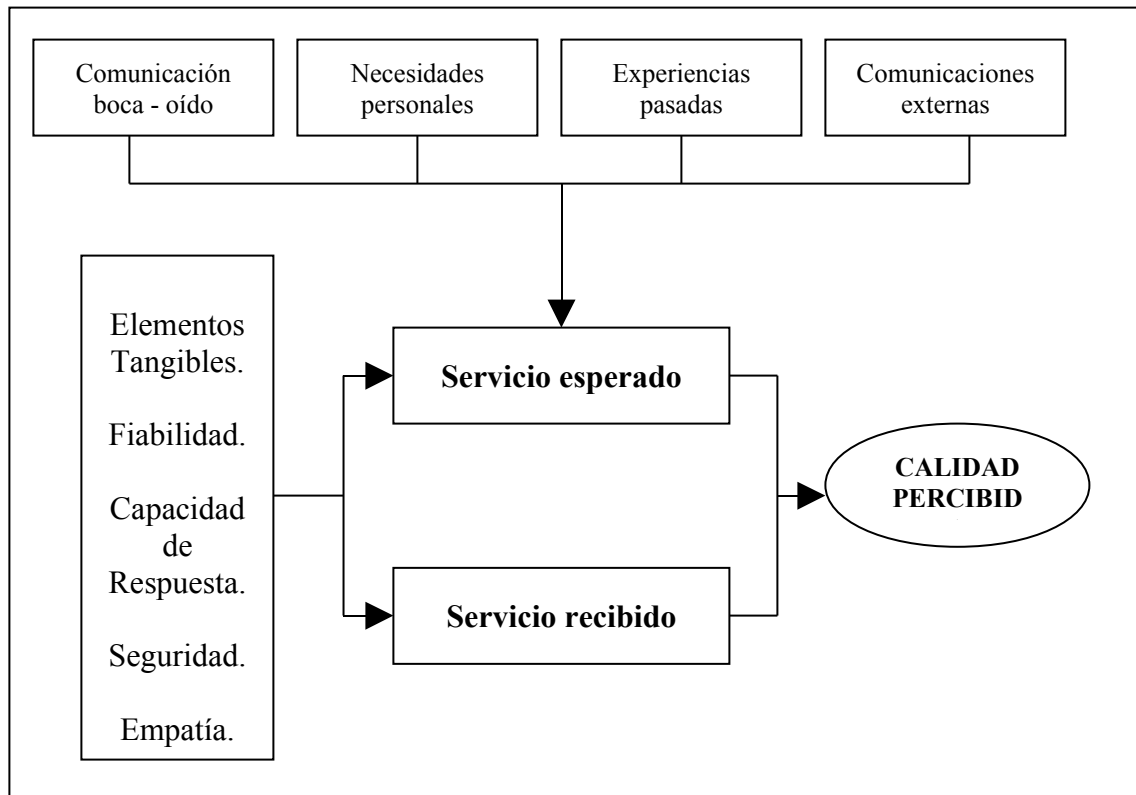 Comunicación
boca - oído
Necesidades
personales
Experiencias
pasadas
Comunicaciones
externas
Elementos
Tangibles.
Fiabilidad.
Capacidad
de
Respuesta.
Seguridad.
Empatía.
Servicio esperado
Servicio recibido
CALIDAD
PERCIBID